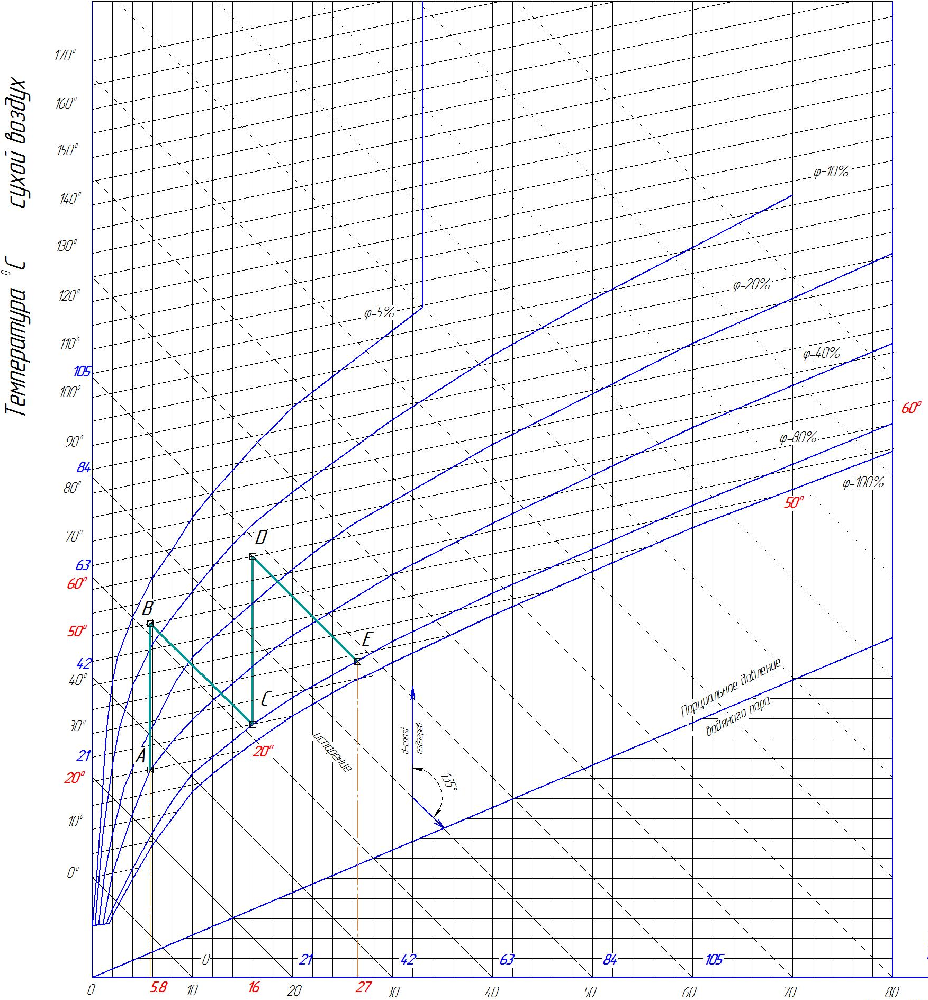 Температура °С сухой воздух
170°
160°
150°
140°
130°
120°
110°
105
100°
90°
84
80°
70°
63
60°
50°
42
40°
30°
21
20°
10°
0°
φ=10%
φ=20%
φ=5%
φ=40%
60°
φ=80%
φ=100%
50°
D
B
E
C
A
20°
испарение
d-const
подогрев
135°
Парциальное давление
водяного пара
0 21 42 63 84 105
0 5.8 10 16 20 27 30 40 50 60 70 80